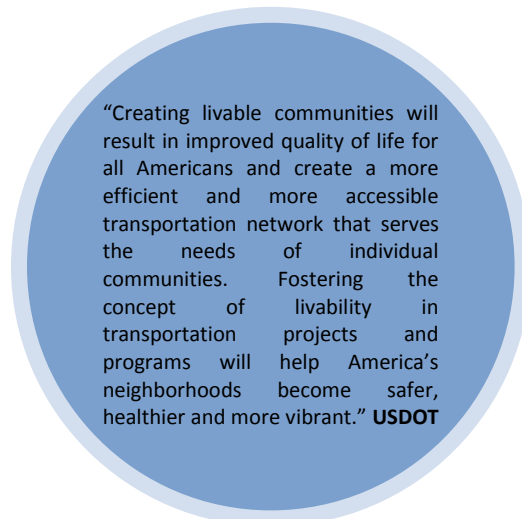 “Creating livable communities will
result in improved quality of life for
all Americans and create a more
efficient and more accessible
transportation network that serves
the needs of individual
communities. Fostering the
concept of livability in
transportation projects and
programs will help America’s
neighborhoods become safer,
healthier and more vibrant.” USDOT